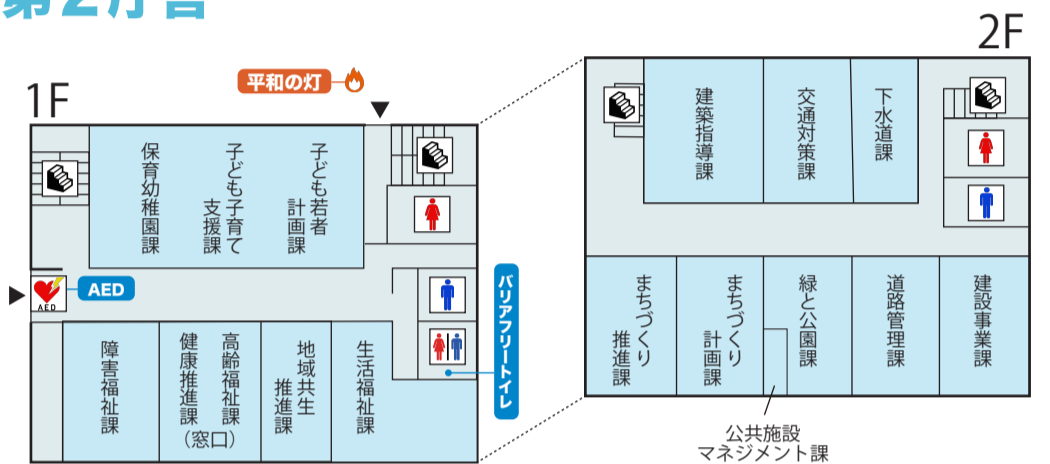 第2庁舎
1F
平和の灯
保育幼稚園課
子ども子育て
支援課
子ども若者
計画課
AED
AED
バリアフリートイレ
障害福祉課
健康推進課
高齢福祉課
(窓口)
地域共生
推進課
生活福祉課
2F
建築指導課
交通対策課
下水道課
まちづくり
推進課
まちづくり
計画課
緑と公園課
道路管理課
建設事業課
公共施設
マネジメント課